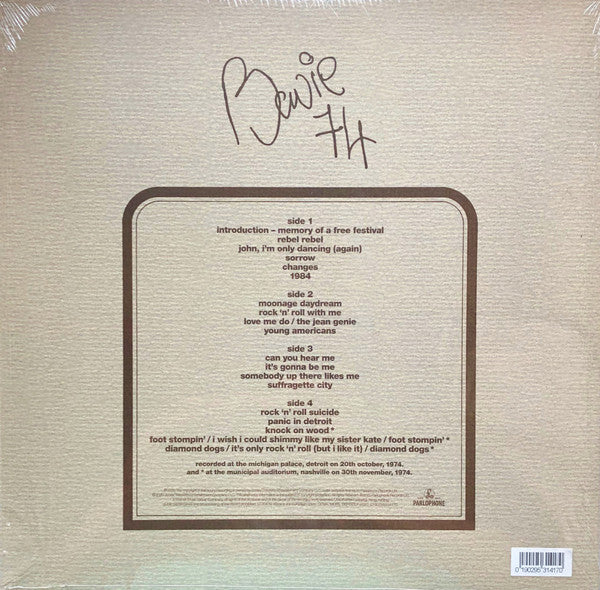 Bowie
74
side 1
introduction – memory of a free festival
rebel rebel
john, i'm only dancing (again)
sorrow
changes
1984
side 2
moonage daydream
rock 'n' roll with me
love me do / the jean genie
young americans
side 3
can you hear me
it's gonna be me
somebody up there likes me
suffragette city
side 4
rock 'n' roll suicide
panic in detroit
knock on wood *
foot stompin' / i wish i could shimmy like my sister kate / foot stompin' *
diamond dogs / it's only rock 'n' roll (but i like it) / diamond dogs *
recorded at the michigan palace, detroit on 20th october, 1974.
and * at the municipal auditorium, nashville on 30th november, 1974.
PARLOPHONE
0 190295 314170